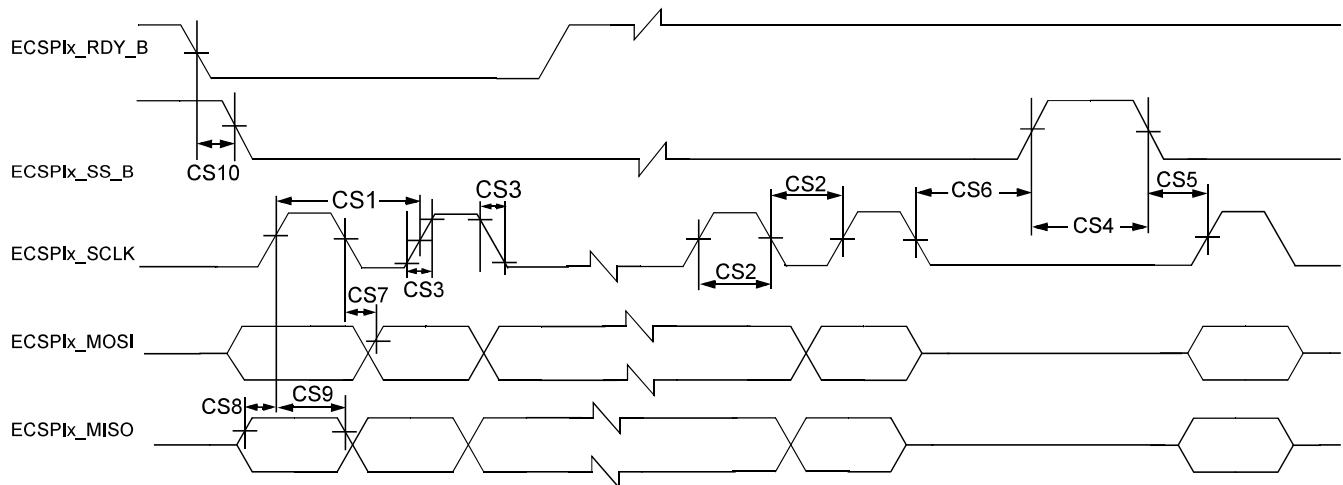 ECSPIx_RDY_B
CS10
ECSPIx_SS_B
CS1
CS3
CS2
CS6
CS5
CS4
ECSPIx_SCLK
CS3
CS2
CS7
ECSPIx_MOSI
CS8
CS9
ECSPIx_MISO